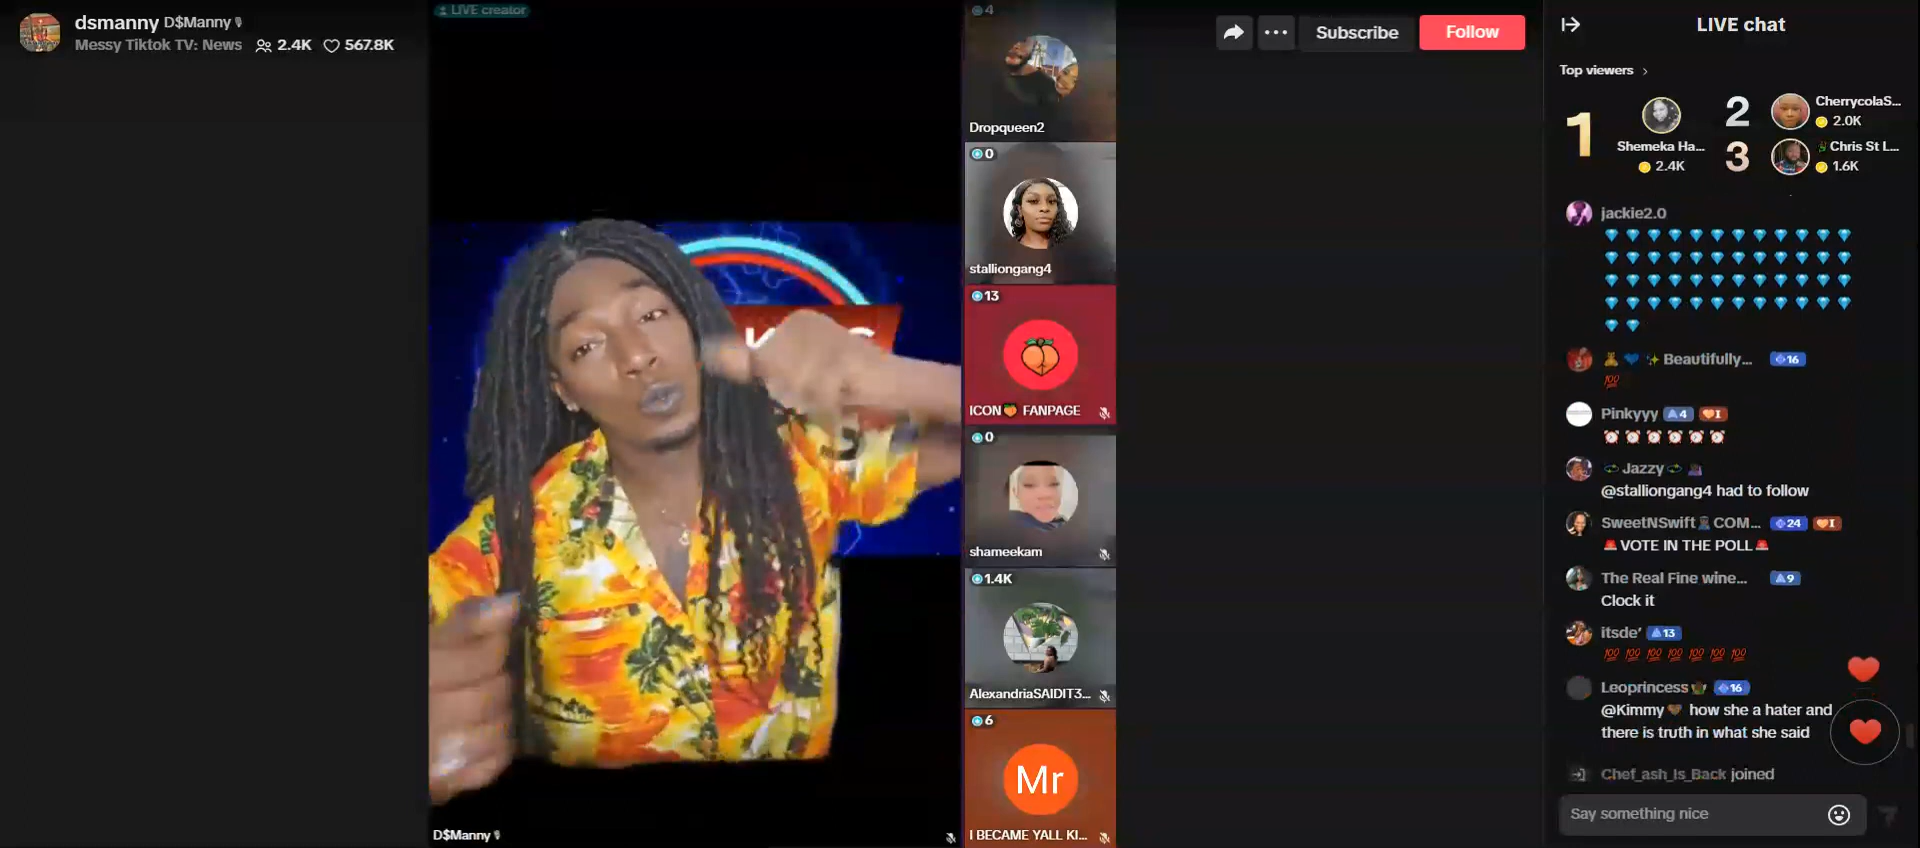 dsmanny D$Manny
Messy Tiktok TV: News 2.4K 567.8K
LIVE creator
D$Manny
4
Dropqueen2
0
stalliongang4
13
ICON🍑 FANPAGE
0
shameekam
1.4K
AlexandriaSAIDIT3...
6
Mr
I BECAME YALL KI...
Subscribe
Follow
LIVE chat
Top viewers
1
Shemeka Ha...
2.4K
2
CherrycolaS...
2.0K
3
Chris St L...
1.6K
jackie2.0
💎💎💎💎💎💎💎💎💎💎💎💎
💎💎💎💎💎💎💎💎💎💎💎💎
💎💎💎💎💎💎💎💎💎💎💎💎
💎💎💎💎💎💎💎💎💎💎💎💎
💎💎
Beautifully... 16
💯
Pinkyyy 4 I
⏰⏰⏰⏰⏰⏰
Jazzy
@stalliongang4 had to follow
SweetNSwift COM... 24 I
🚨VOTE IN THE POLL🚨
The Real Fine wine... 9
Clock it
itsde' 13
💯💯💯💯💯💯💯
Leoprincess 16
@Kimmy🤎 how she a hater and
there is truth in what she said
Chef_ash_Is_Back joined
Say something nice